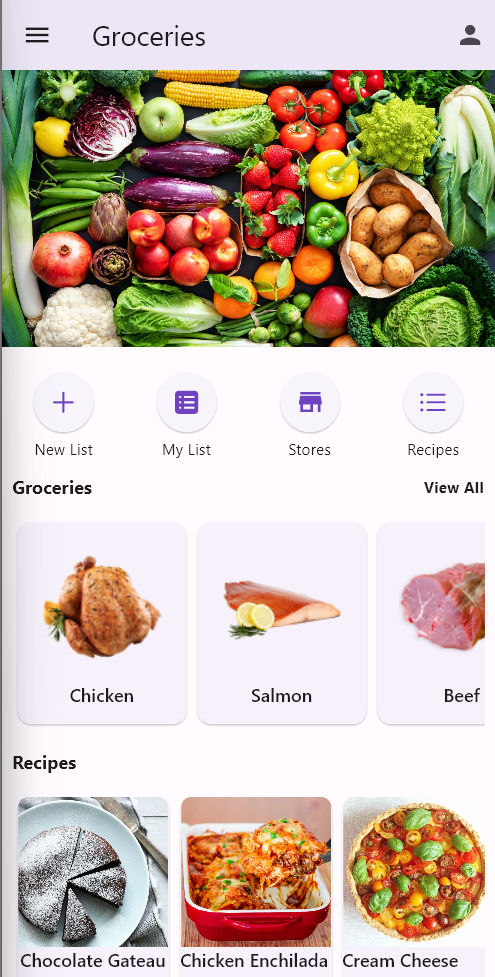 Groceries
New List My List Stores Recipes
Groceries View All
Chicken Salmon Beef
Recipes
Chocolate Gateau Chicken Enchilada Cream Cheese